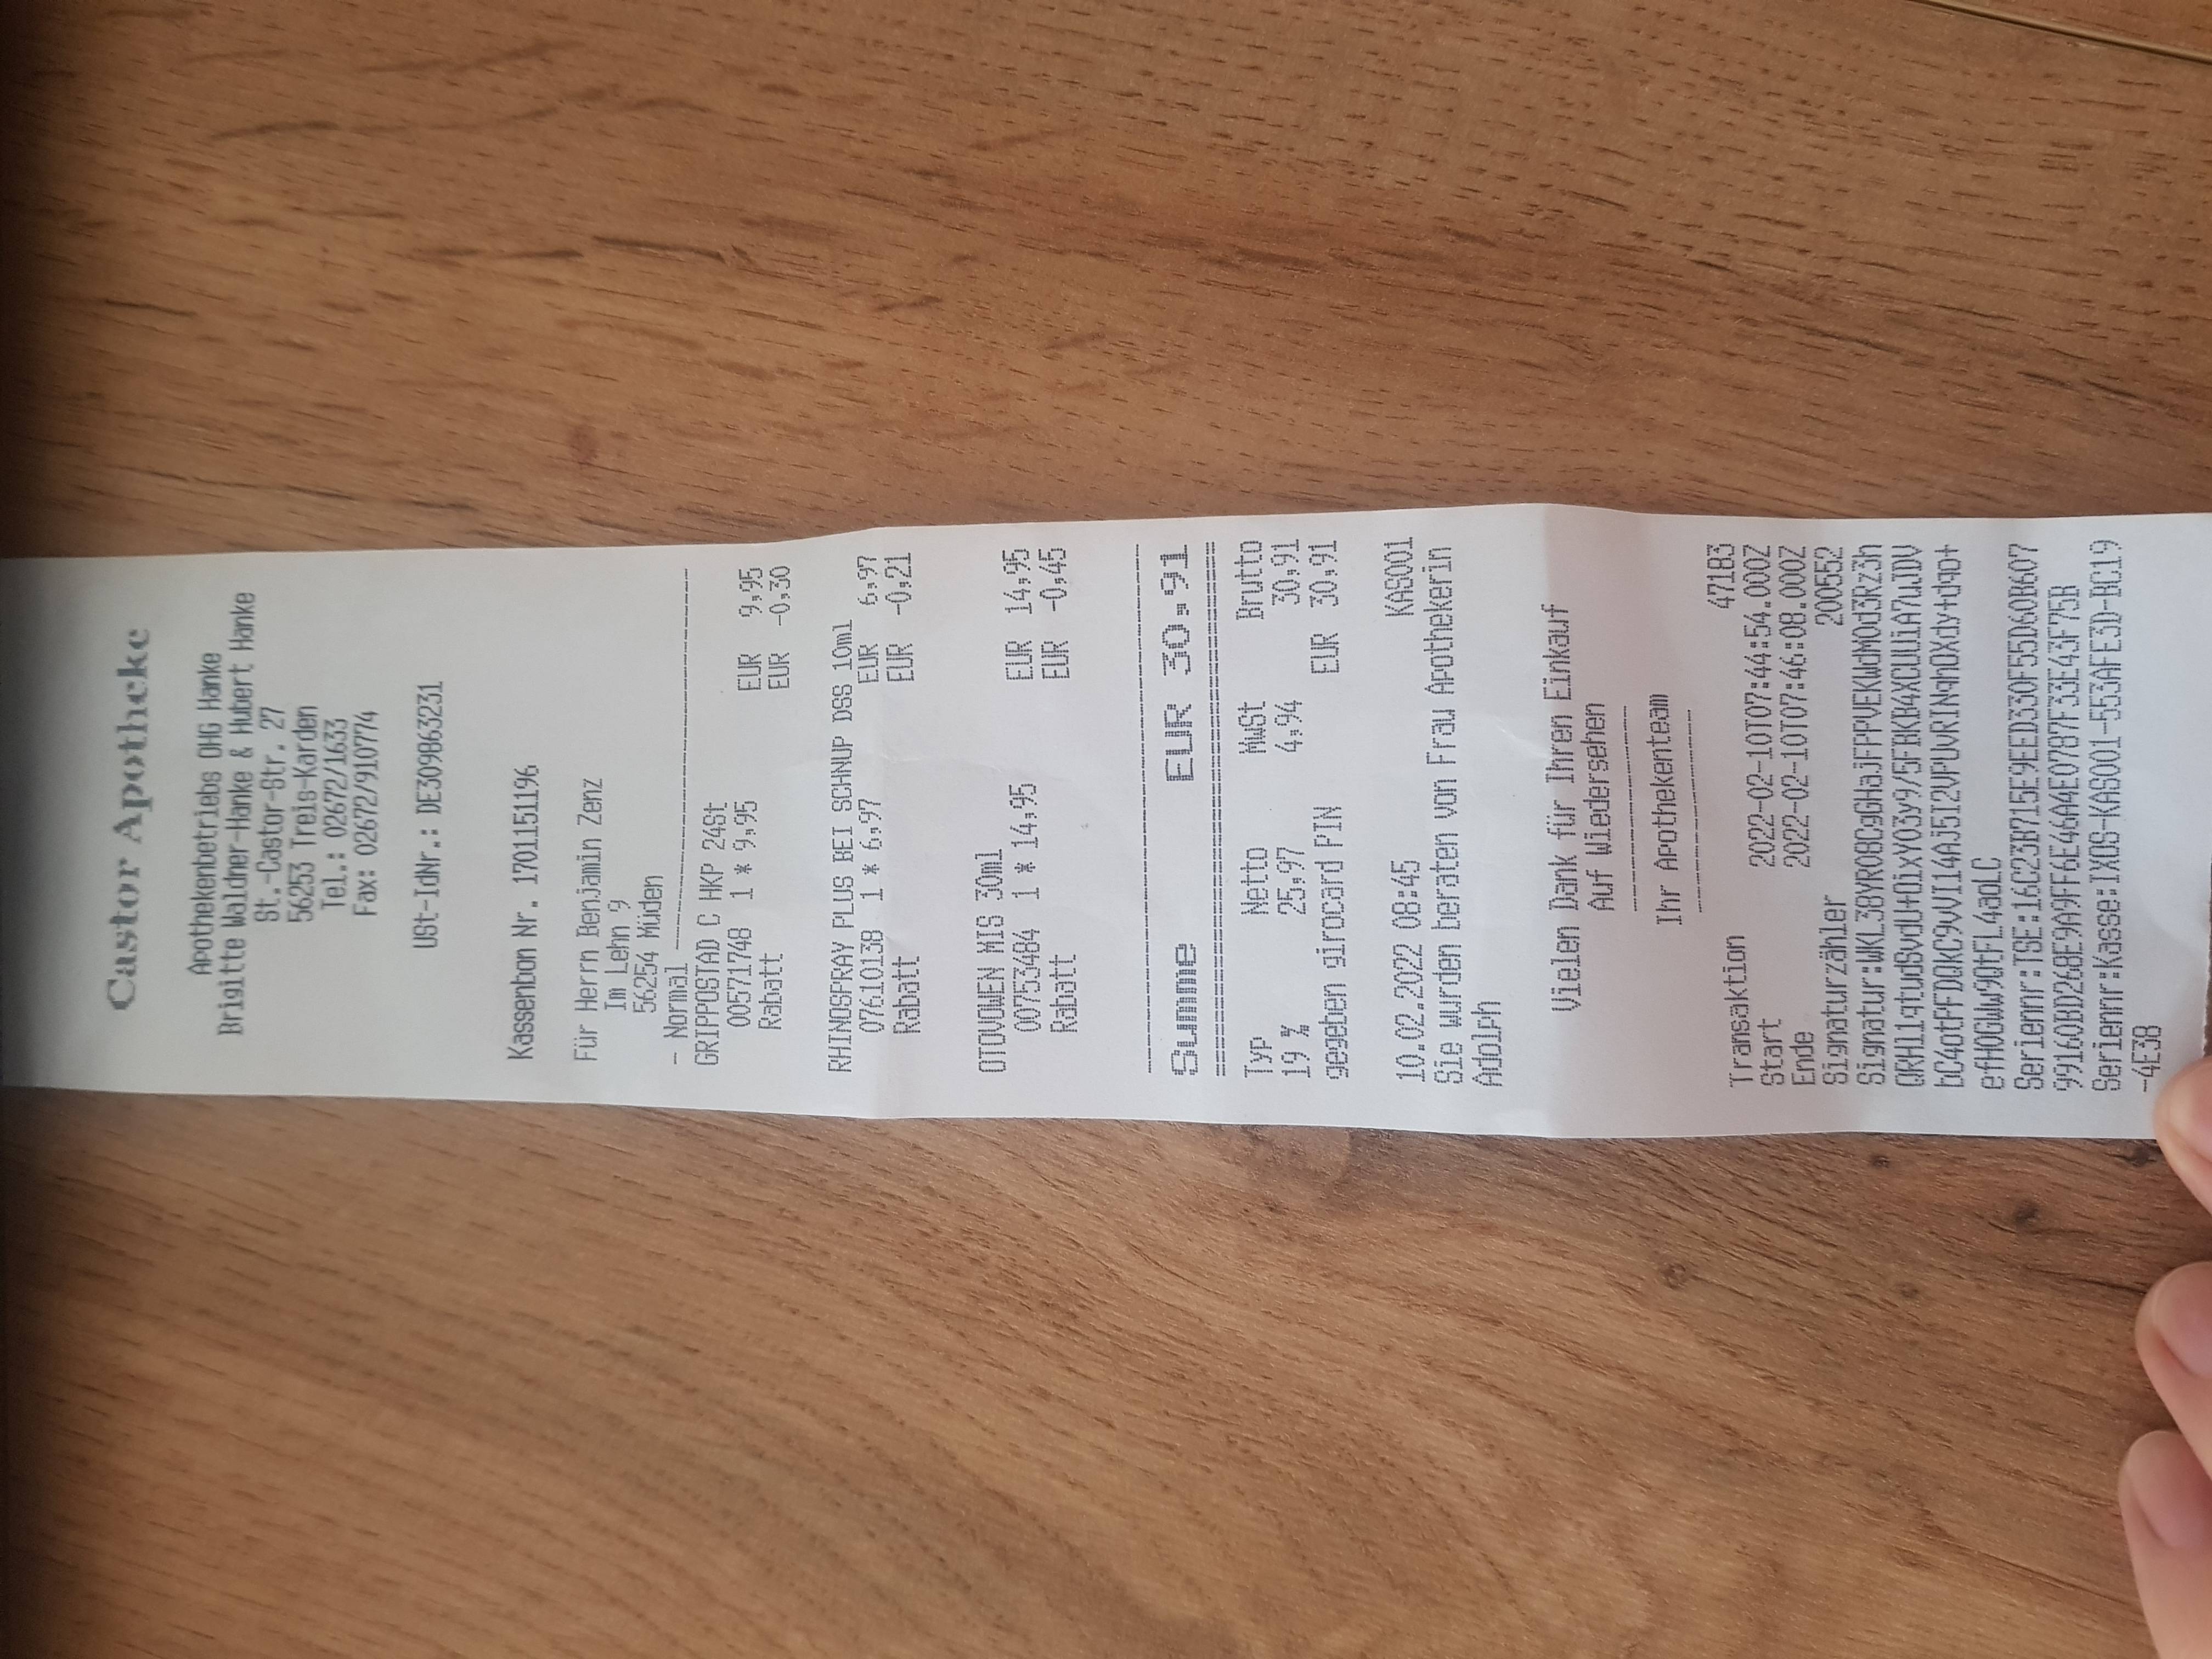 Castor Apotheke
Apothekenbetriebs OHG Hanke
Brigitte Waldner-Hanke & Hubert Hanke
St.-Castor-Str. 27
56253 Treis-Karden
Tel.: 02672/1633
Fax: 02672/910774
USt-IdNr.: DE309863231
Kassenbon Nr. 1701151196
Für Herrn Benjamin Zenz
Im Lehn 9
56254 Müden
- Normal --------------------------------
GRIPPOSTAD C HKP 24St
00571748 1 * 9,95 EUR 9,95
Rabatt EUR -0,30
RHINOSPRAY PLUS BEI SCHNUP DSS 10ml
07610138 1 * 6,97 EUR 6,97
Rabatt EUR -0,21
OTOVOWEN MIS 30ml
00753484 1 * 14,95 EUR 14,95
Rabatt EUR -0,45
Summe EUR 30,91
Typ Netto MwSt Brutto
19 % 25,97 4,94 30,91
gegeben girocard PIN EUR 30,91
10.02.2022 08:45 KAS001
Sie wurden beraten von Frau Apothekerin
Adolph
Vielen Dank für Ihren Einkauf
Auf Wiedersehen
Ihr Apothekenteam
Transaktion 47183
Start 2022-02-10T07:44:54.000Z
Ende 2022-02-10T07:46:08.000Z
Signaturzähler 200552
Signatur:WKL38YRO8CgGHajFPPVEKWdMOd3Rz3h
QRHl1qtudSvdU+OixYO3y9/5FBKB4XCUUiA7uJDV
bC4otPFDQkC9vVI14Aj5I2VPUvRINqhOXdy+dqo+
efHOGWw9QtFL4aoLC
Seriennr:TSE:16C23B715E9EED330F55D60B607
99160BD268E9A9FF6E46A4E0787F33E43F75B
Seriennr:Kasse:IXOS-KAS001-553AFE3D-BC19
-4E38